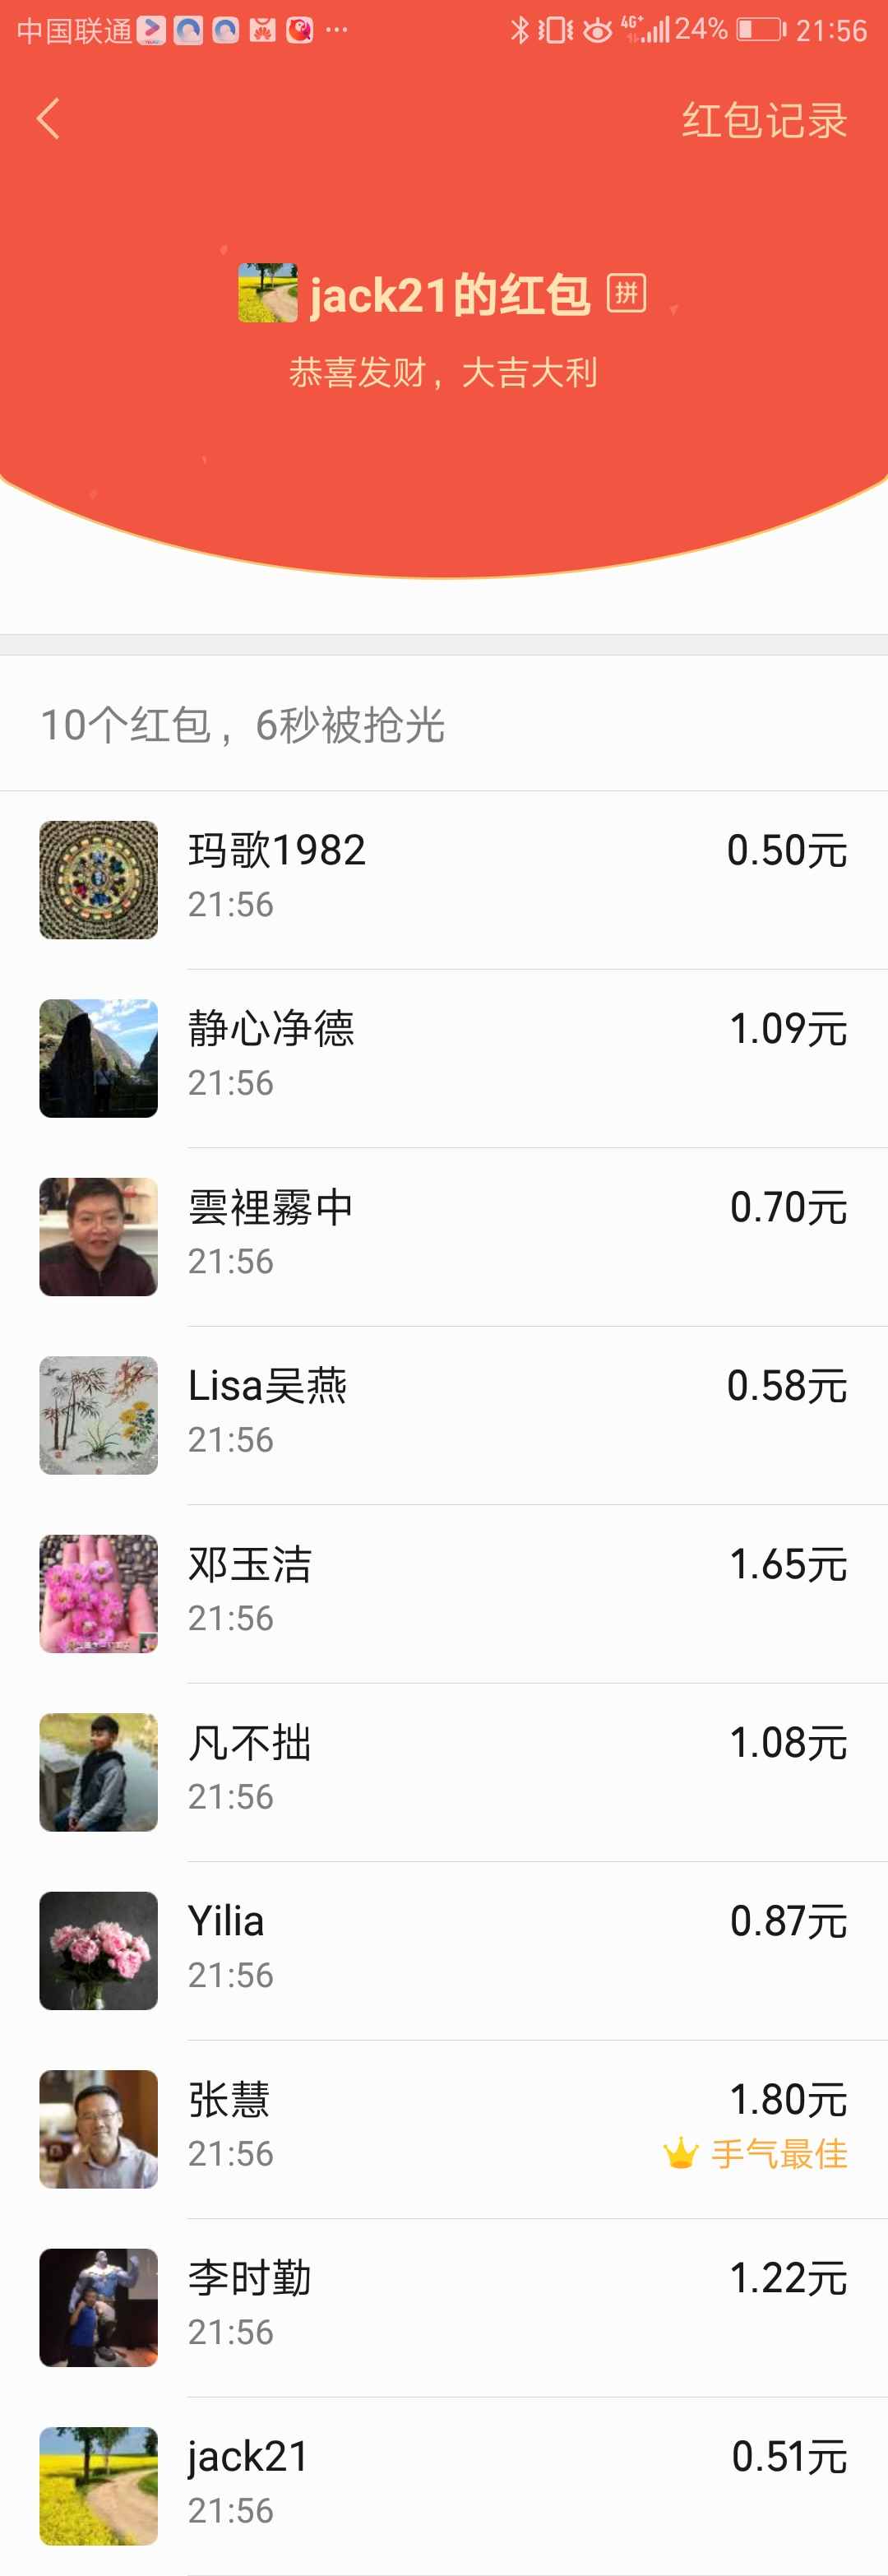 中国联通 4G+ 24% 21:56
红包记录
jack21的红包 拼
恭喜发财，大吉大利
10个红包，6秒被抢光
玛歌1982 0.50元
21:56
静心净德 1.09元
21:56
雲裡霧中 0.70元
21:56
Lisa吴燕 0.58元
21:56
邓玉洁 1.65元
21:56
凡不拙 1.08元
21:56
Yilia 0.87元
21:56
张慧 1.80元
21:56 手气最佳
李时勤 1.22元
21:56
jack21 0.51元
21:56